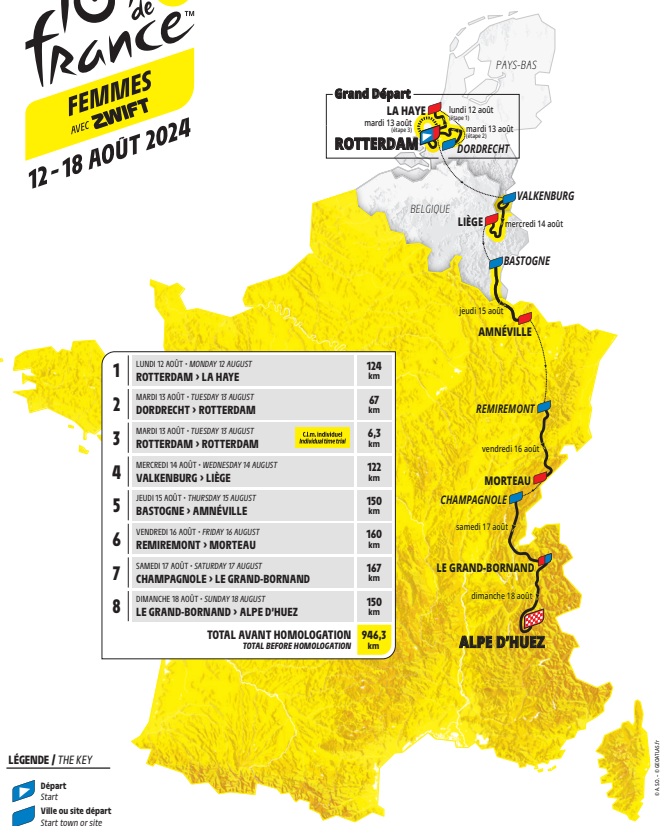 TOUR
de
FRANCE™
FEMMES
AVEC ZWIFT
12-18 AOÛT 2024
PAYS-BAS
Grand Départ
LA HAYE
lundi 12 août
(étape 1)
mardi 13 août
(étape 3)
mardi 13 août
(étape 2)
ROTTERDAM
DORDRECHT
VALKENBURG
BELGIQUE
LIÈGE
mercredi 14 août
BASTOGNE
jeudi 15 août
AMNÉVILLE
REMIREMONT
vendredi 16 août
MORTEAU
CHAMPAGNOLE
samedi 17 août
LE GRAND-BORNAND
dimanche 18 août
ALPE D'HUEZ
1 LUNDI 12 AOÛT • MONDAY 12 AUGUST
ROTTERDAM › LA HAYE
124
km
2 MARDI 13 AOÛT • TUESDAY 13 AUGUST
DORDRECHT › ROTTERDAM
67
km
3 MARDI 13 AOÛT • TUESDAY 13 AUGUST
ROTTERDAM › ROTTERDAM
C.l.m. individuel
Individual time trial
6,3
km
4 MERCREDI 14 AOÛT • WEDNESDAY 14 AUGUST
VALKENBURG › LIÈGE
122
km
5 JEUDI 15 AOÛT • THURSDAY 15 AUGUST
BASTOGNE › AMNÉVILLE
150
km
6 VENDREDI 16 AOÛT • FRIDAY 16 AUGUST
REMIREMONT › MORTEAU
160
km
7 SAMEDI 17 AOÛT • SATURDAY 17 AUGUST
CHAMPAGNOLE › LE GRAND-BORNAND
167
km
8 DIMANCHE 18 AOÛT • SUNDAY 18 AUGUST
LE GRAND-BORNAND › ALPE D'HUEZ
150
km
TOTAL AVANT HOMOLOGATION
TOTAL BEFORE HOMOLOGATION
946,3
km
LÉGENDE / THE KEY
Départ
Start
Ville ou site départ
Start town or site
© A.S.O. - © GEOATLAS.fr